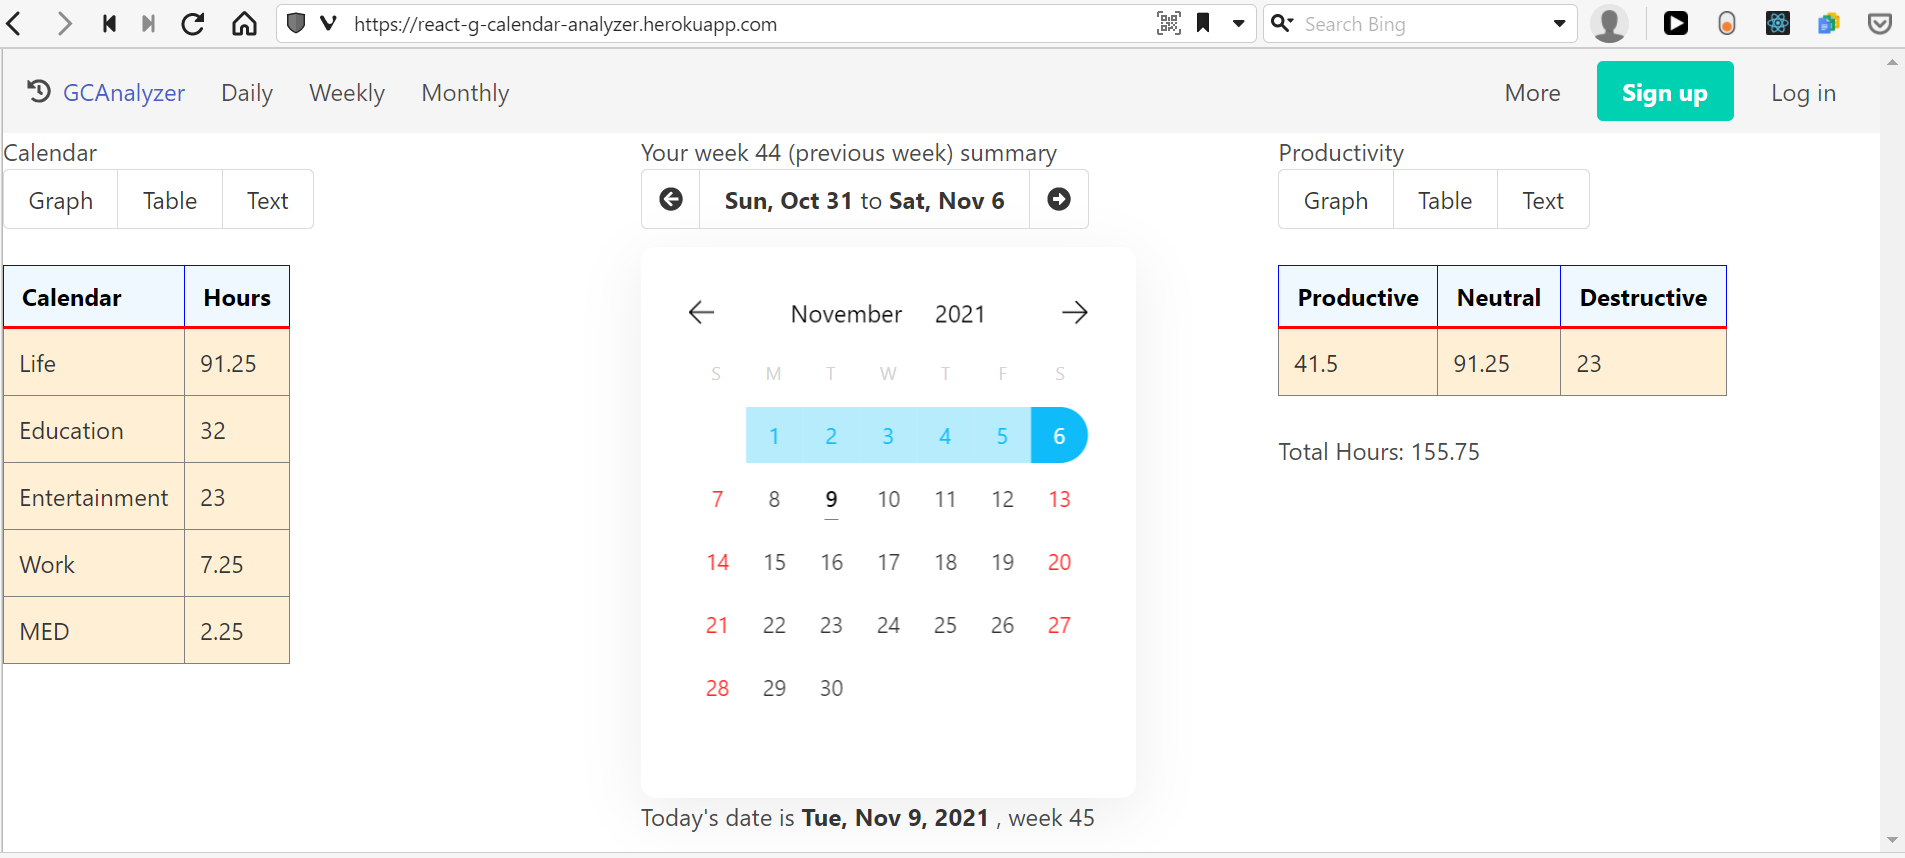 https://react-g-calendar-analyzer.herokuapp.com
Search Bing
GCAnalyzer Daily Weekly Monthly More Sign up Log in
Calendar
Graph Table Text
Calendar Hours
Life 91.25
Education 32
Entertainment 23
Work 7.25
MED 2.25
Your week 44 (previous week) summary
Sun, Oct 31 to Sat, Nov 6
November 2021
S M T W T F S
1 2 3 4 5 6
7 8 9 10 11 12 13
14 15 16 17 18 19 20
21 22 23 24 25 26 27
28 29 30
Today's date is Tue, Nov 9, 2021 , week 45
Productivity
Graph Table Text
Productive Neutral Destructive
41.5 91.25 23
Total Hours: 155.75